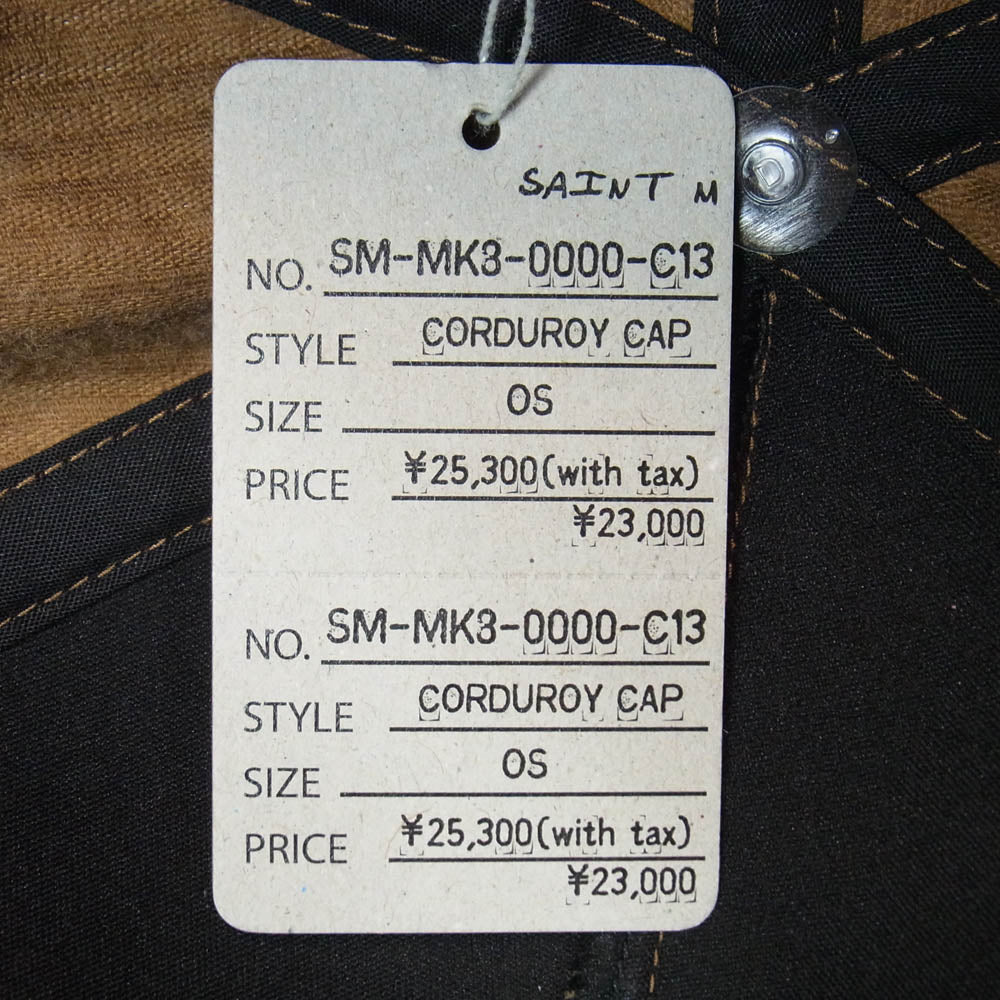 SAINT M
NO. SM-MK3-0000-C13
STYLE CORDUROY CAP
SIZE OS
PRICE ¥25,300(with tax)
¥23,000
NO. SM-MK3-0000-C13
STYLE CORDUROY CAP
SIZE OS
PRICE ¥25,300(with tax)
¥23,000